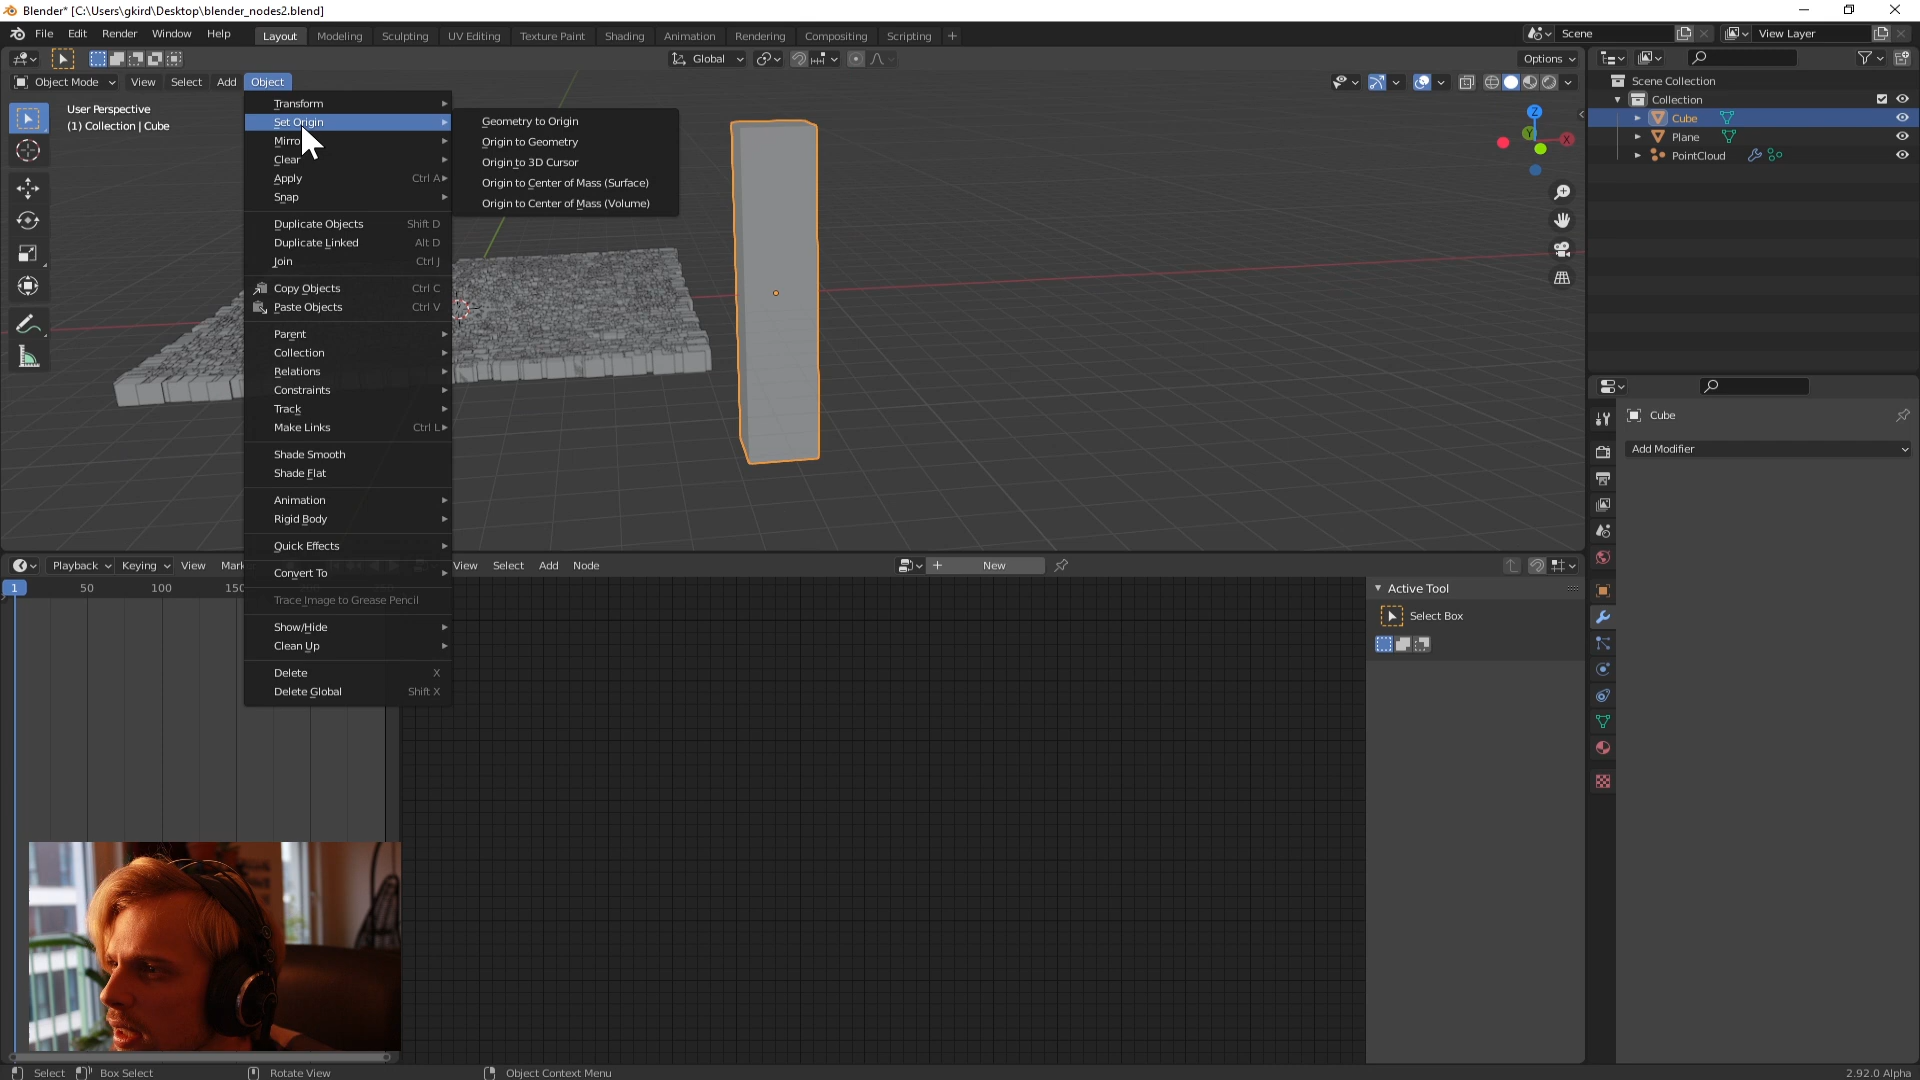 Blender* [C:\Users\gkird\Desktop\blender_nodes2.blend]
File Edit Render Window Help Layout Modeling Sculpting UV Editing Texture Paint Shading Animation Rendering Compositing Scripting + Scene View Layer
Global Options
Object Mode View Select Add Object
User Perspective
(1) Collection | Cube
Transform
Set Origin
Mirro
Clear
Apply Ctrl A
Snap
Duplicate Objects Shift D
Duplicate Linked Alt D
Join Ctrl J
Copy Objects Ctrl C
Paste Objects Ctrl V
Parent
Collection
Relations
Constraints
Track
Make Links Ctrl L
Shade Smooth
Shade Flat
Animation
Rigid Body
Quick Effects
Convert To
Trace Image to Grease Pencil
Show/Hide
Clean Up
Delete X
Delete Global Shift X
Geometry to Origin
Origin to Geometry
Origin to 3D Cursor
Origin to Center of Mass (Surface)
Origin to Center of Mass (Volume)
Z
Y
X
Scene Collection
Collection
Cube
Plane
PointCloud
Cube
Add Modifier
Playback Keying View Mark
1 50 100 150
View Select Add Node + New
Active Tool
Select Box
Select Box Select Rotate View Object Context Menu 2.92.0 Alpha